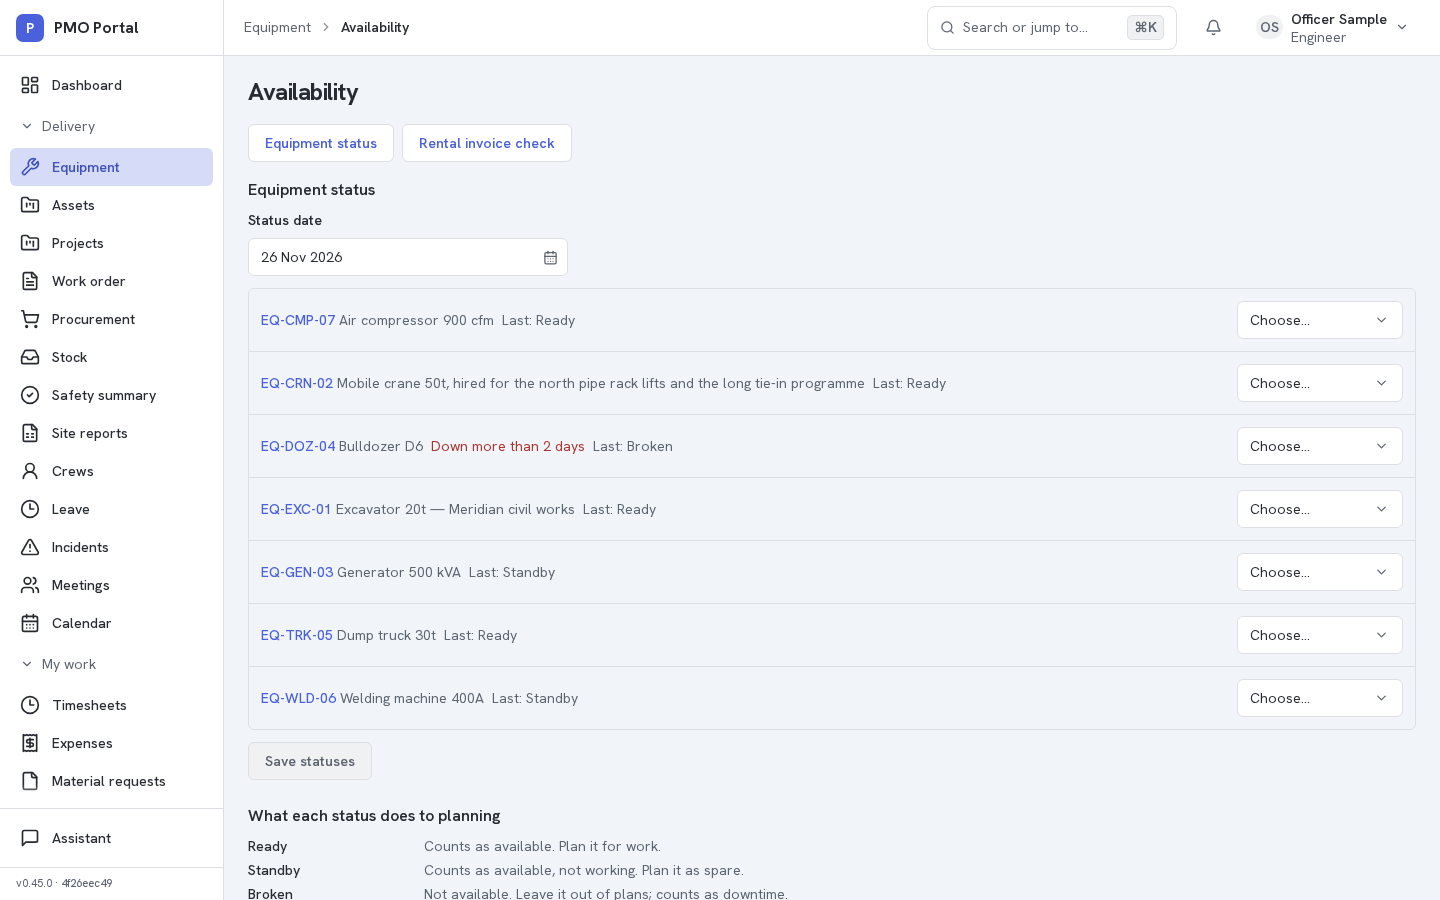 P PMO Portal
Equipment > Availability
Search or jump to... ⌘K
OS Officer Sample
Engineer
Dashboard
Delivery
Equipment
Assets
Projects
Work order
Procurement
Stock
Safety summary
Site reports
Crews
Leave
Incidents
Meetings
Calendar
My work
Timesheets
Expenses
Material requests
Assistant
v0.45.0 · 4f26eec49
Availability
Equipment status Rental invoice check
Equipment status
Status date
26 Nov 2026
EQ-CMP-07 Air compressor 900 cfm Last: Ready Choose...
EQ-CRN-02 Mobile crane 50t, hired for the north pipe rack lifts and the long tie-in programme Last: Ready Choose...
EQ-DOZ-04 Bulldozer D6 Down more than 2 days Last: Broken Choose...
EQ-EXC-01 Excavator 20t — Meridian civil works Last: Ready Choose...
EQ-GEN-03 Generator 500 kVA Last: Standby Choose...
EQ-TRK-05 Dump truck 30t Last: Ready Choose...
EQ-WLD-06 Welding machine 400A Last: Standby Choose...
Save statuses
What each status does to planning
Ready Counts as available. Plan it for work.
Standby Counts as available, not working. Plan it as spare.
Broken Not available. Leave it out of plans; counts as downtime.